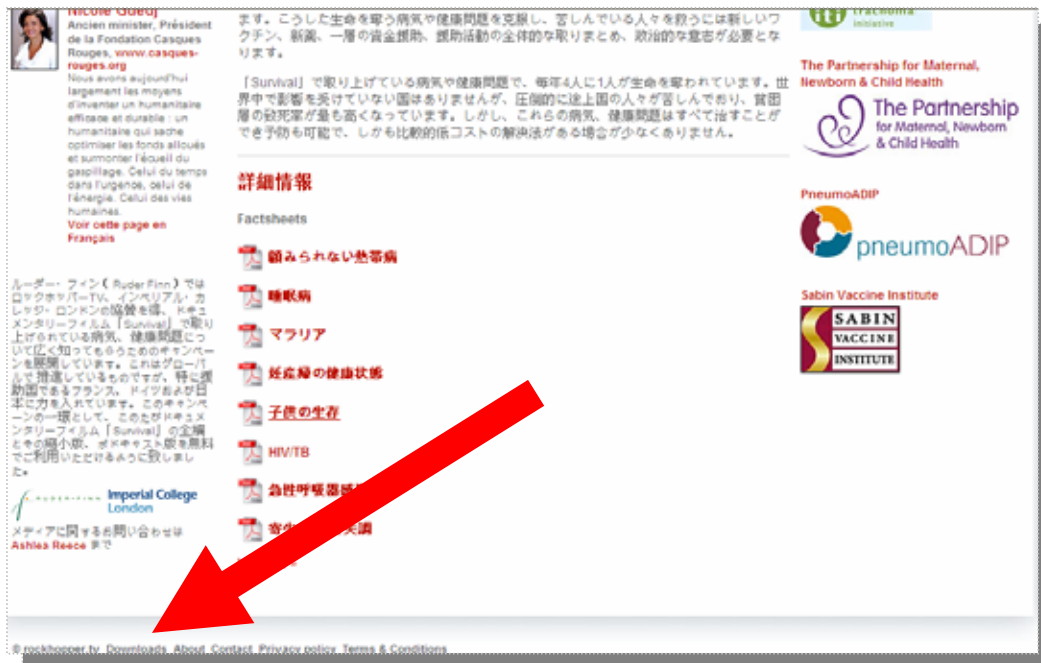 Nicole Guedj
Ancien minister, Président
de la Fondation Casques
Rouges, www.casques-
rouges.org
Nous avons aujourd'hui
largement les moyens
d'inventer un humanitaire
efficace et durable : un
humanitaire qui sache
optimiser les fonds alloués
et surmonter l'écueil du
gaspillage. Celui du temps
dans l'urgence, celui de
l'énergie. Celui des vies
humaines.
Voir cette page en
Français
ルーダー・フィン ( Ruder Finn ) では
ロックホッパーTV、インペリアル・カ
レッジ・ロンドンの協賛を得、ドキュ
メンタリーフィルム「Survival」で取り
上げられている病気、健康問題につ
いて広く知ってもらうためのキャンペー
ンを展開しています。これはグローバ
ルで推進しているものですが、特に援
助国であるフランス、ドイツおよび日
本に力を入れています。このキャンペ
ーンの一環として、このたびドキュメ
ンタリーフィルム「Survival」の全編
とその縮小版、ポドキャスト版を無料
でご利用いただけるように致しまし
た。
RUDER·FINN
Imperial College
London
メディアに関するお問い合わせは
Ashlea Reece まで
ます。こうした生命を奪う病気や健康問題を克服し、苦しんでいる人々を救うには新しいワ
クチン、新薬、一層の資金援助、援助活動の全体的な取りまとめ、政治的な意志が必要とな
ります。
「Survival」で取り上げている病気や健康問題で、毎年4人に1人が生命を奪われています。世
界中で影響を受けていない国はありませんが、圧倒的に途上国の人々が苦しんでおり、貧困
層の致死率が最も高くなっています。しかし、これらの病気、健康問題はすべて治すことが
でき予防も可能で、しかも比較的低コストの解決法がある場合が少なくありません。
詳細情報
Factsheets
顧みられない熱帯病
睡眠病
マラリア
妊産婦の健康状態
子供の生存
HIV/TB
急性呼吸器感
寄生 失調
trachoma
initiative
The Partnership for Maternal,
Newborn & Child Health
The Partnership
for Maternal, Newborn
& Child Health
PneumoADIP
pneumoADIP
Sabin Vaccine Institute
SABIN
VACCINE
INSTITUTE
© rockhopper.tv Downloads About Contact Privacy policy Terms & Conditions